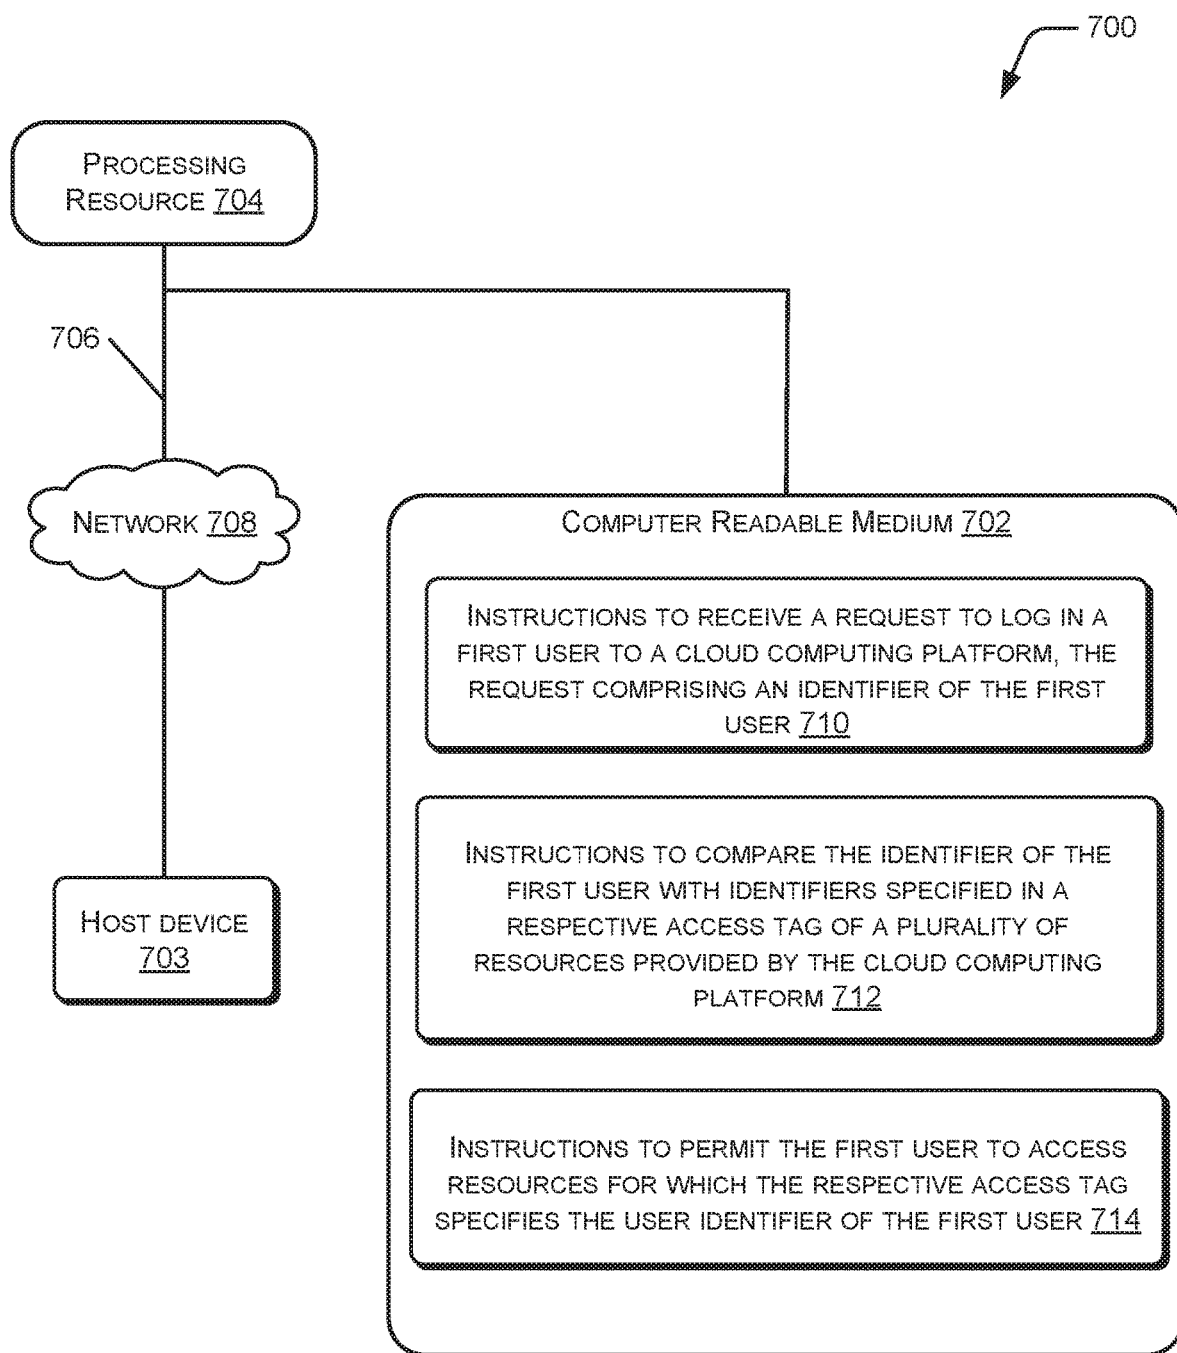 700
PROCESSING
RESOURCE 704
706
NETWORK 708
COMPUTER READABLE MEDIUM 702
INSTRUCTIONS TO RECEIVE A REQUEST TO LOG IN A
FIRST USER TO A CLOUD COMPUTING PLATFORM, THE
REQUEST COMPRISING AN IDENTIFIER OF THE FIRST
USER 710
INSTRUCTIONS TO COMPARE THE IDENTIFIER OF THE
FIRST USER WITH IDENTIFIERS SPECIFIED IN A
RESPECTIVE ACCESS TAG OF A PLURALITY OF
RESOURCES PROVIDED BY THE CLOUD COMPUTING
PLATFORM 712
HOST DEVICE
703
INSTRUCTIONS TO PERMIT THE FIRST USER TO ACCESS
RESOURCES FOR WHICH THE RESPECTIVE ACCESS TAG
SPECIFIES THE USER IDENTIFIER OF THE FIRST USER 714